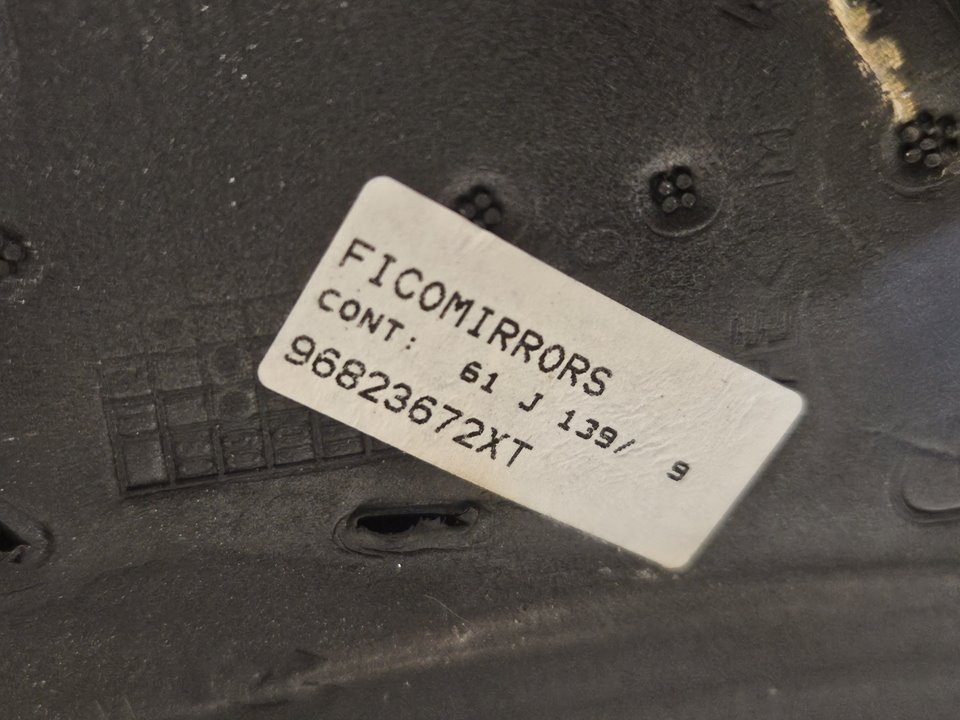 FICOMIRRORS
CONT: 61 J 139/ 9
96823672XT